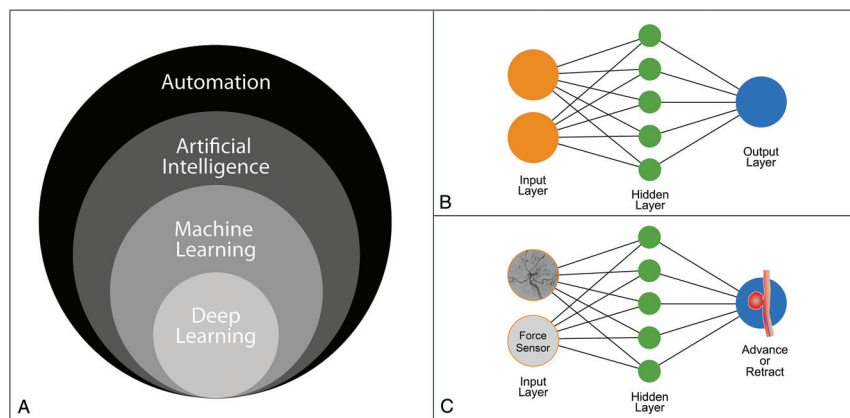 Automation
Artificial
Intelligence
Machine
Learning
Deep
Learning
A
Input
Layer
Hidden
Layer
Output
Layer
B
Force
Sensor
Input
Layer
Hidden
Layer
Advance
or
Retract
C